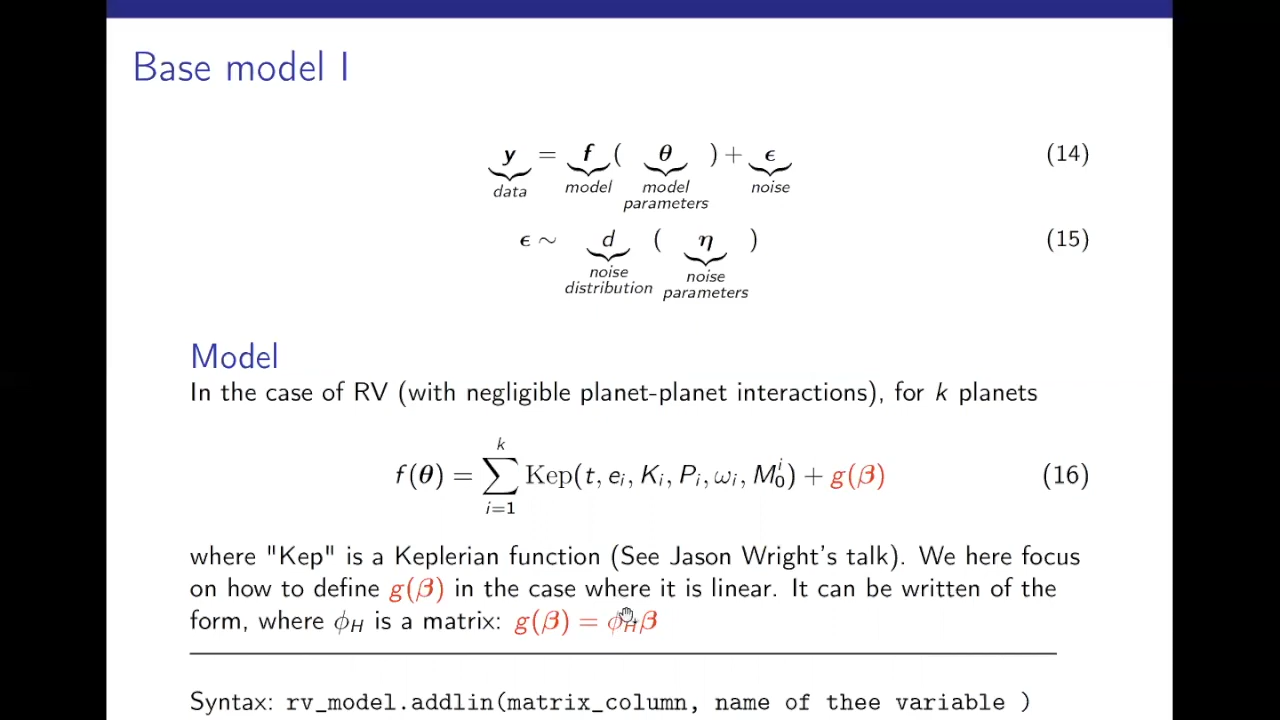 Base model I
y = f ( θ ) + ϵ (14)
data model model parameters noise
ϵ ∼ d ( η ) (15)
noise distribution noise parameters
Model
In the case of RV (with negligible planet-planet interactions), for k planets
f(θ) = ∑_{i=1}^{k} Kep(t, e_i, K_i, P_i, ω_i, M_0^i) + g(β) (16)
where "Kep" is a Keplerian function (See Jason Wright's talk). We here focus
on how to define g(β) in the case where it is linear. It can be written of the
form, where ϕ_H is a matrix: g(β) = ϕ_Hβ
Syntax: rv_model.addlin(matrix_column, name of thee variable )